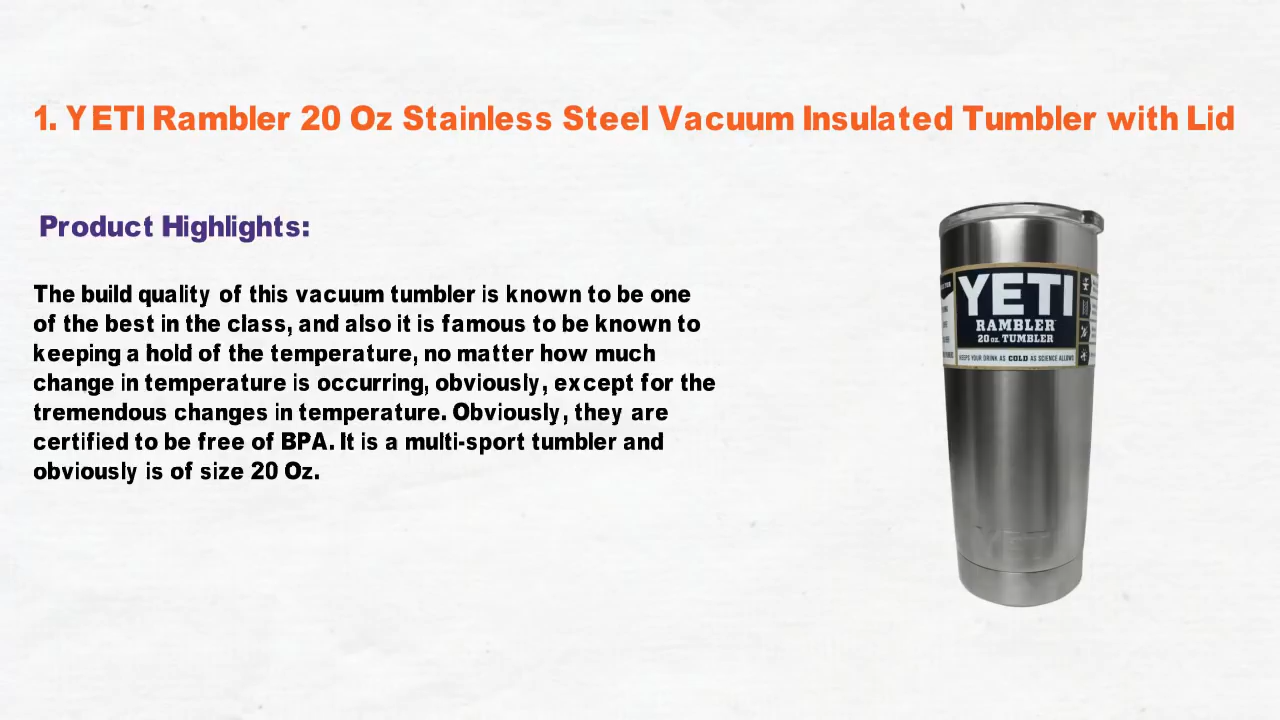 1. YETI Rambler 20 Oz Stainless Steel Vacuum Insulated Tumbler with Lid
Product Highlights:
The build quality of this vacuum tumbler is known to be one
of the best in the class, and also it is famous to be known to
keeping a hold of the temperature, no matter how much
change in temperature is occurring, obviously, except for the
tremendous changes in temperature. Obviously, they are
certified to be free of BPA. It is a multi-sport tumbler and
obviously is of size 20 Oz.
YETI
RAMBLER
20 oz. TUMBLER
KEEPS YOUR DRINK AS COLD AS SCIENCE ALLOWS